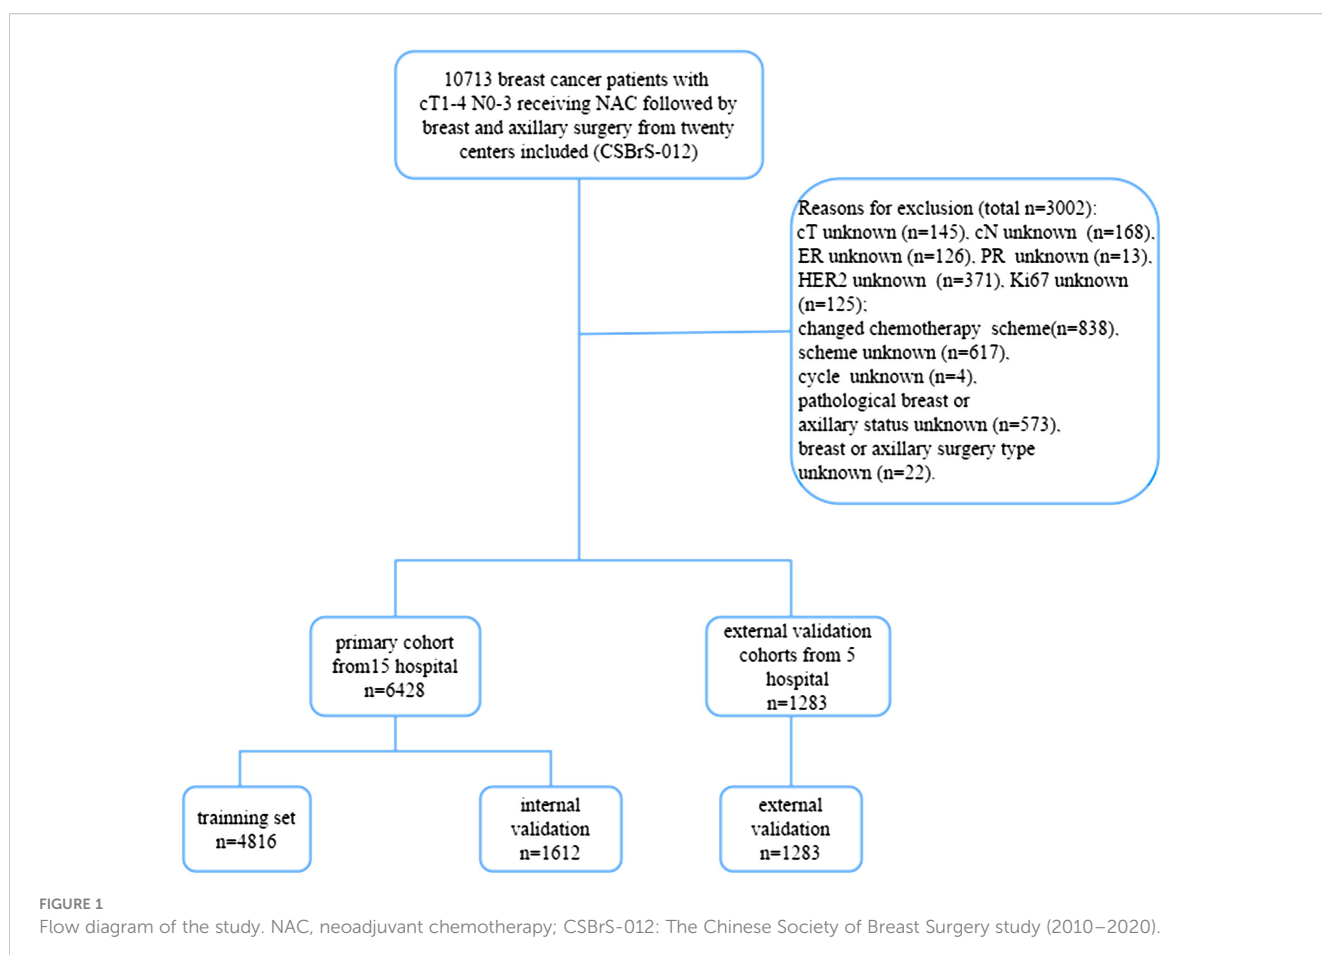 10713 breast cancer patients with
cT1-4 N0-3 receiving NAC followed by
breast and axillary surgery from twenty
centers included (CSBrS-012)
Reasons for exclusion (total n=3002):
cT unknown (n=145), cN unknown (n=168),
ER unknown (n=126), PR unknown (n=13),
HER2 unknown (n=371), Ki67 unknown
(n=125);
changed chemotherapy scheme(n=838),
scheme unknown (n=617),
cycle unknown (n=4),
pathological breast or
axillary status unknown (n=573),
breast or axillary surgery type
unknown (n=22).
primary cohort
from15 hospital
n=6428
external validation
cohorts from 5
hospital
n=1283
trainning set
n=4816
internal
validation
n=1612
external
validation
n=1283
FIGURE 1
Flow diagram of the study. NAC, neoadjuvant chemotherapy; CSBrS-012: The Chinese Society of Breast Surgery study (2010–2020).